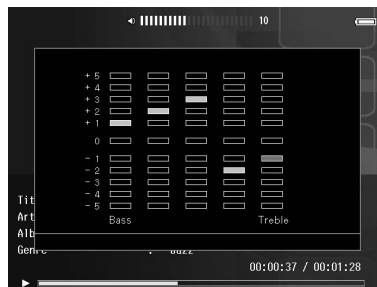 10
+ 5
+ 4
+ 3
+ 2
+ 1
0
- 1
- 2
- 3
- 4
- 5
Bass Treble
Tit
Art
Alb
Genre :
00:00:37 / 00:01:28